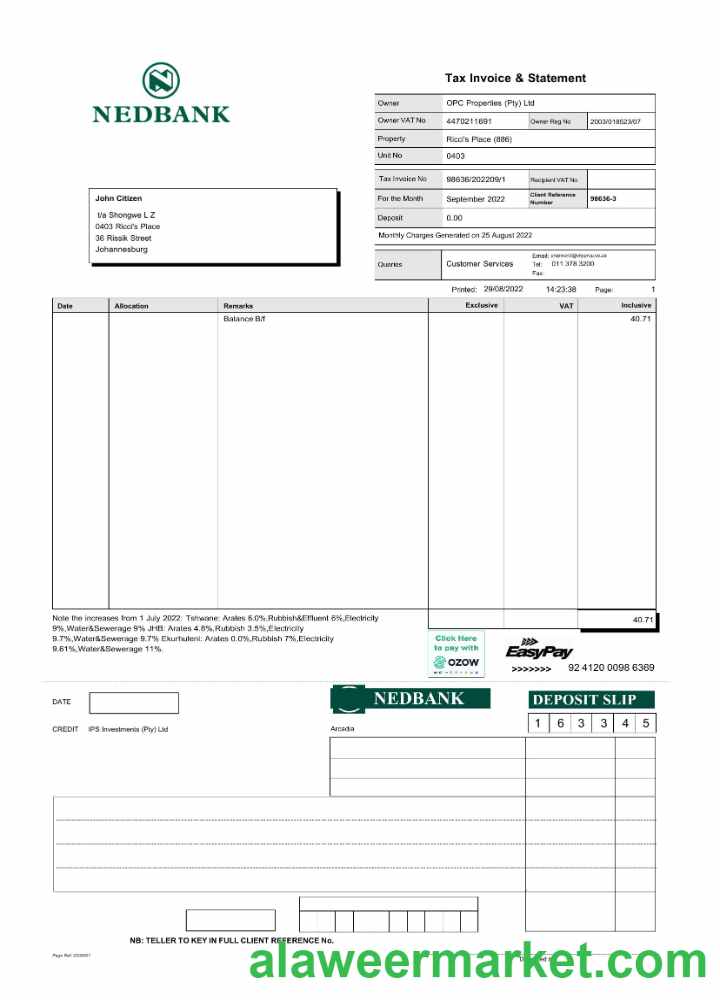 NEDBANK
Tax Invoice & Statement
Owner OPC Properties (Pty) Ltd
Owner VAT No 4470211691 Owner Reg No 2003/018523/07
Property Ricci's Place (886)
Unit No 0403
Tax Invoice No 98636/202209/1 Recipient VAT No
For the Month September 2022 Client Reference Number 98636-3
Deposit 0.00
Monthly Charges Generated on 25 August 2022
Queries Customer Services Email:
Tel: 011 378 3200
Fax:
John Citizen
t/a Shongwe L Z
0403 Ricci's Place
36 Rissik Street
Johannesburg
Printed: 29/08/2022 14:23:38 Page: 1
Date Allocation Remarks Exclusive VAT Inclusive
Balance B/f 40.71
Note the increases from 1 July 2022: Tshwane: Arates 6.0%,Rubbish&Effluent 6%,Electricity
9%,Water&Sewerage 9% JHB: Arates 4.8%,Rubbish 3.5%,Electricity
9.7%,Water&Sewerage 9.7% Ekurhuleni: Arates 0.0%,Rubbish 7%,Electricity
9.61%,Water&Sewerage 11%.
40.71
Click Here
to pay with
OZOW
EasyPay
>>>>>>> 92 4120 0098 6369
DATE
NEDBANK
DEPOSIT SLIP
CREDIT IPS Investments (Pty) Ltd
Arcadia
1 6 3 3 4 5
NB: TELLER TO KEY IN FULL CLIENT REFERENCE No.
alaweermarket.com